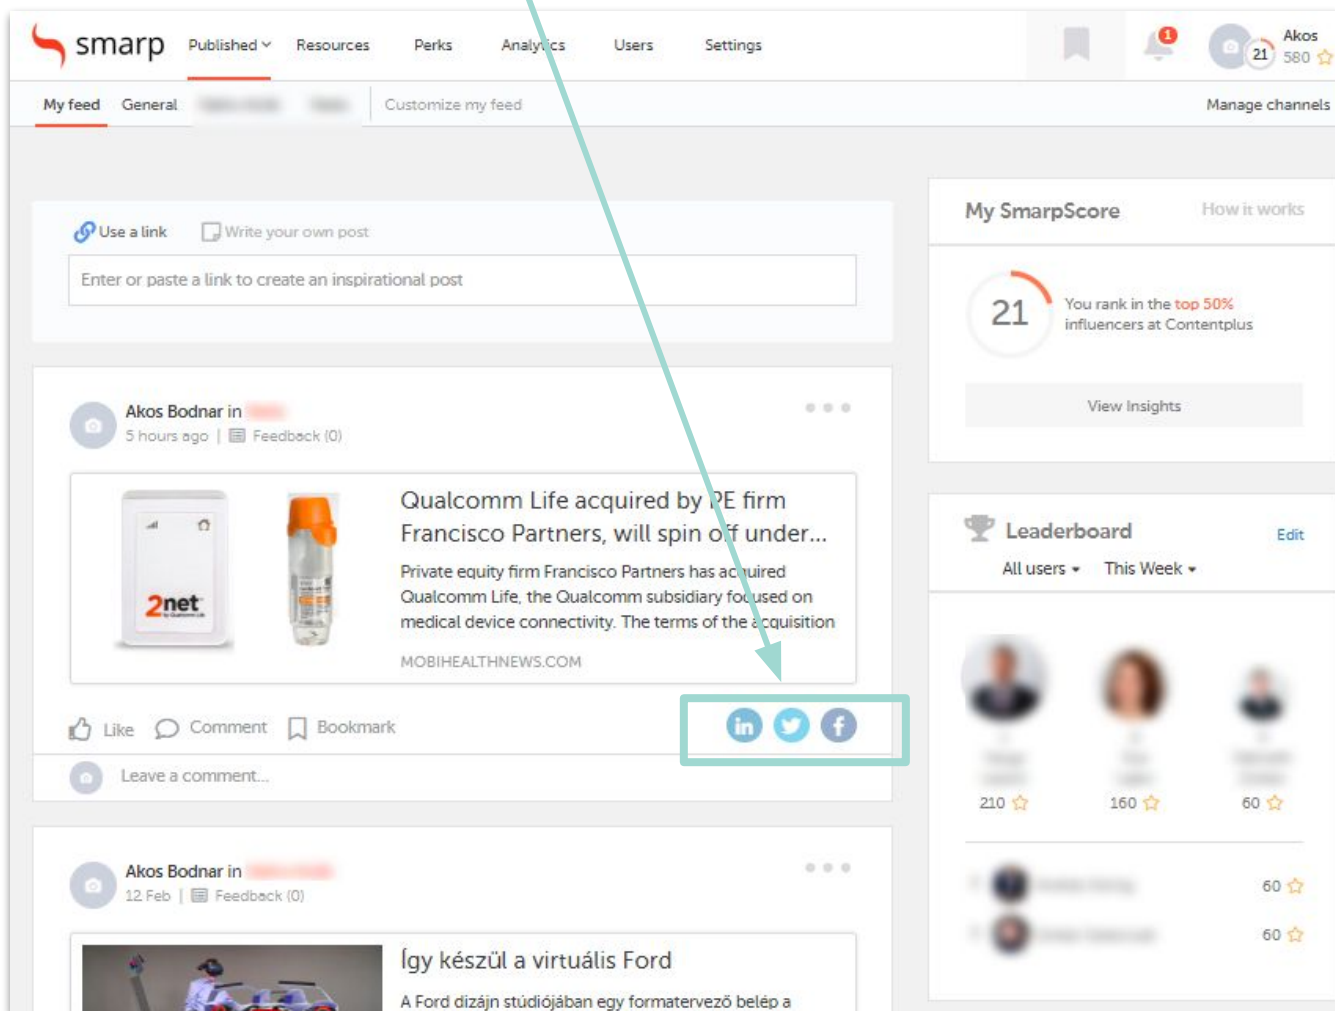 smarp Published Resources Perks Analytics Users Settings 1 21 Akos
580
My feed General Customize my feed Manage channels
Use a link Write your own post
Enter or paste a link to create an inspirational post
My SmarpScore How it works
21 You rank in the top 50%
influencers at Contentplus
View Insights
Akos Bodnar in
5 hours ago | Feedback (0)
2net
Qualcomm Life acquired by PE firm
Francisco Partners, will spin off under...
Private equity firm Francisco Partners has acquired
Qualcomm Life, the Qualcomm subsidiary focused on
medical device connectivity. The terms of the acquisition
MOBIHEALTHNEWS.COM
Like Comment Bookmark in f
Leave a comment...
Leaderboard Edit
All users This Week
210 160 60
60
60
Akos Bodnar in
12 Feb | Feedback (0)
Így készül a virtuális Ford
A Ford dizájn stúdiójában egy formatervező belép a